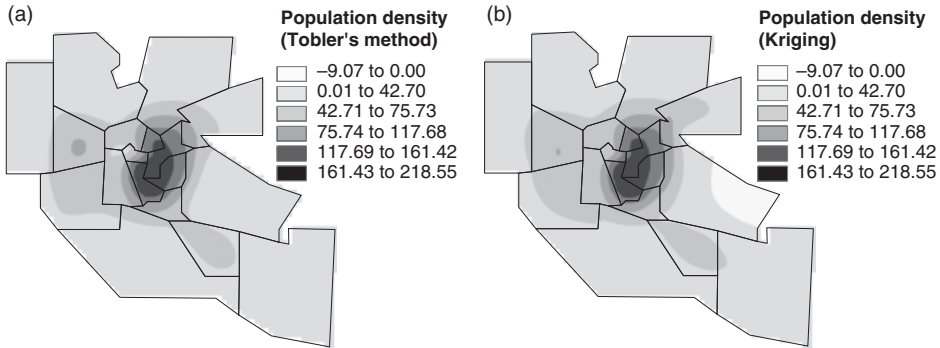 (a)
Population density
(Tobler's method)
–9.07 to 0.00
0.01 to 42.70
42.71 to 75.73
75.74 to 117.68
117.69 to 161.42
161.43 to 218.55
(b)
Population density
(Kriging)
–9.07 to 0.00
0.01 to 42.70
42.71 to 75.73
75.74 to 117.68
117.69 to 161.42
161.43 to 218.55